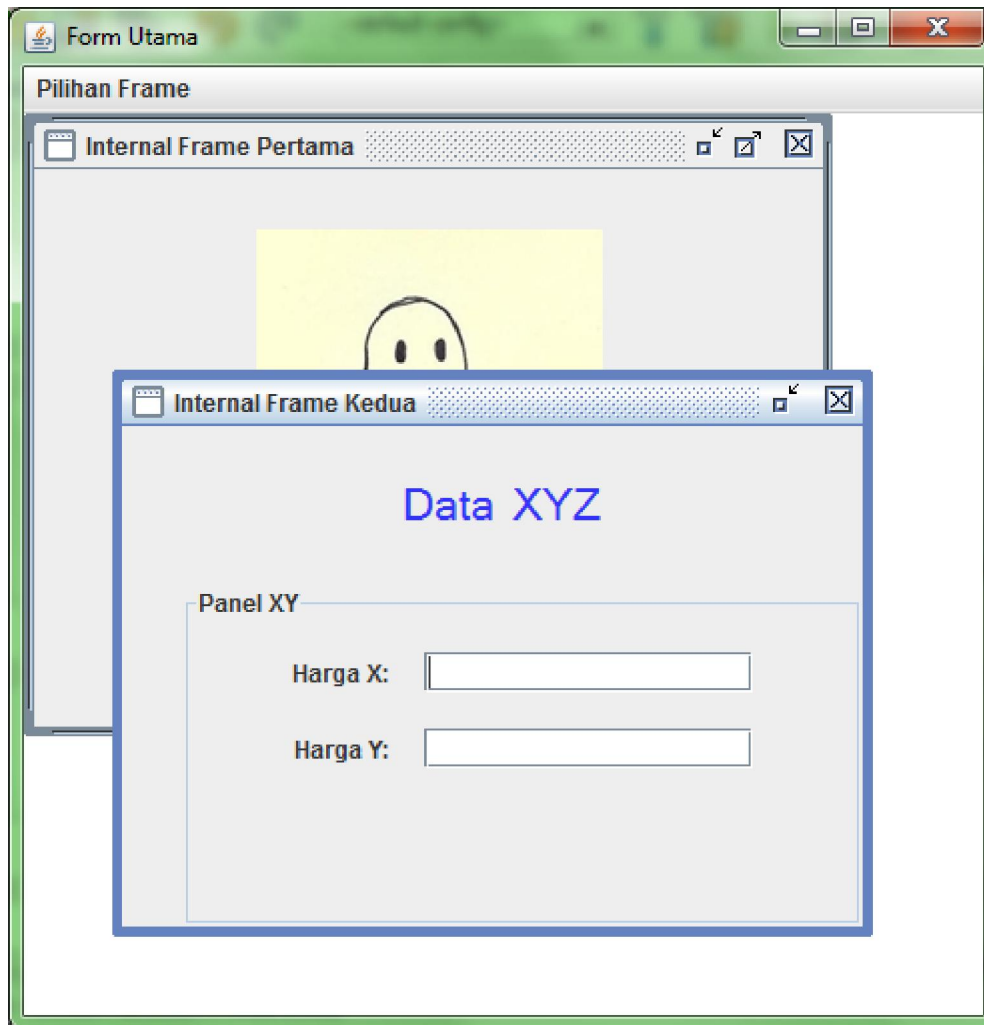 Form Utama
Pilihan Frame
Internal Frame Pertama
Internal Frame Kedua
Data XYZ
Panel XY
Harga X:
Harga Y: